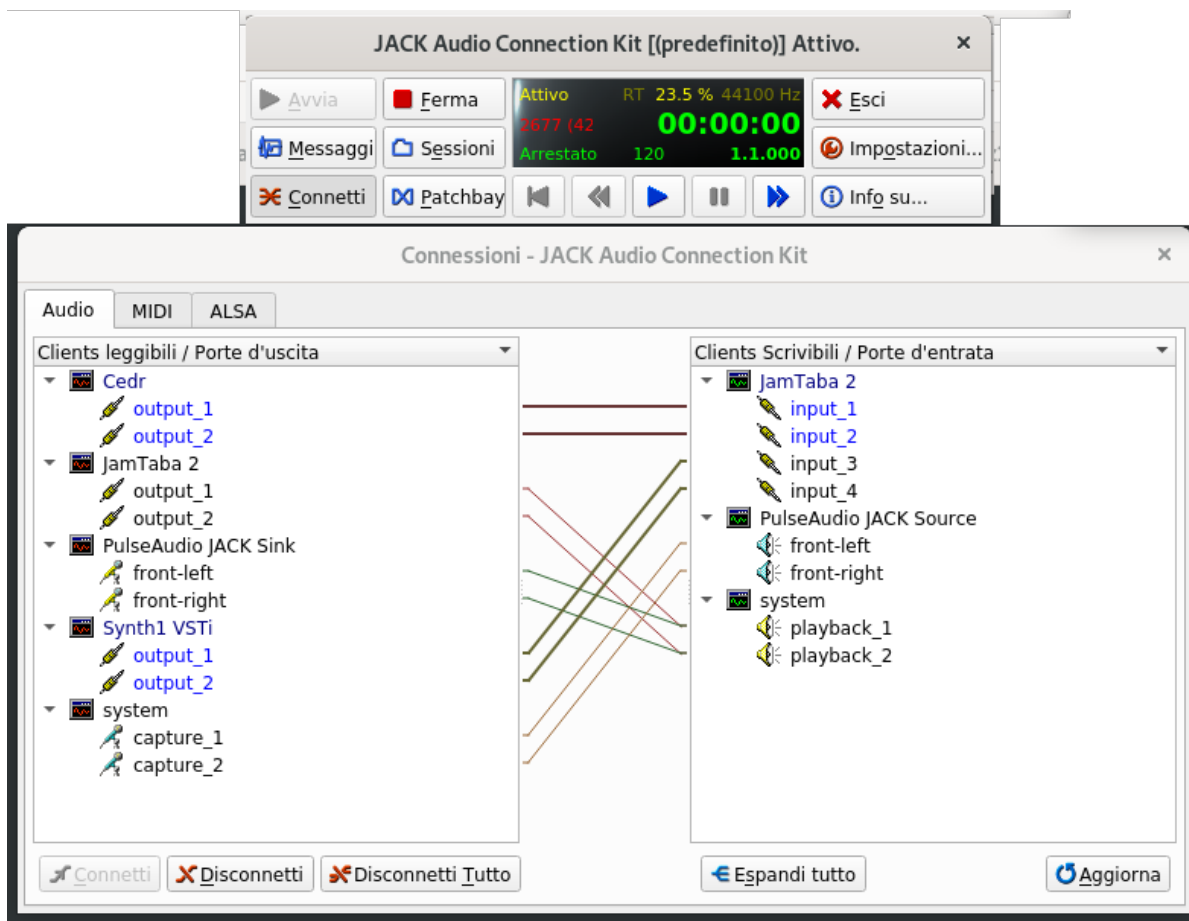 JACK Audio Connection Kit [(predefinito)] Attivo.
Avvia
Ferma
Attivo RT 23.5 % 44100 Hz
Esci
2677 (42 00:00:00
Messaggi
Sessioni
Arrestato 120 1.1.000
Impostazioni...
Connetti
Patchbay
Info su...
Connessioni - JACK Audio Connection Kit
Audio MIDI ALSA
Clients leggibili / Porte d'uscita
Cedr
output_1
output_2
JamTaba 2
output_1
output_2
PulseAudio JACK Sink
front-left
front-right
Synth1 VSTi
output_1
output_2
system
capture_1
capture_2
Clients Scrivibili / Porte d'entrata
JamTaba 2
input_1
input_2
input_3
input_4
PulseAudio JACK Source
front-left
front-right
system
playback_1
playback_2
Connetti
Disconnetti
Disconnetti Tutto
Espandi tutto
Aggiorna